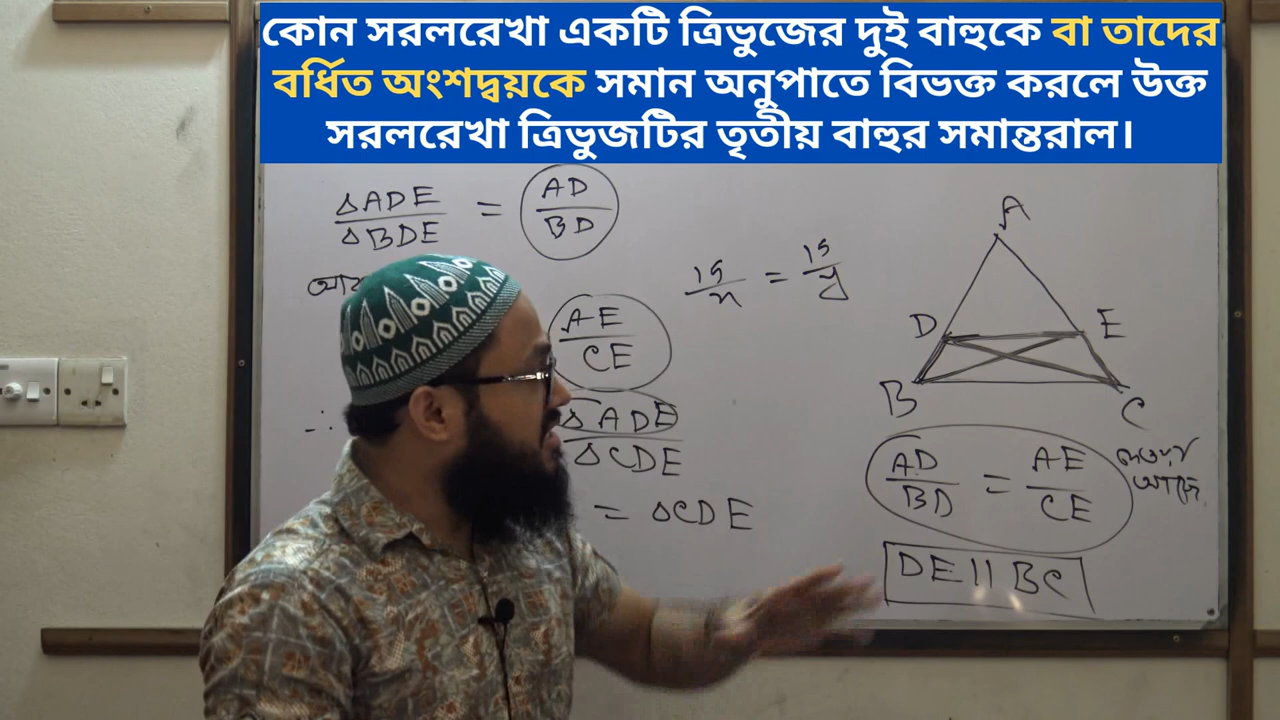 কোন সরলরেখা একটি ত্রিভুজের দুই বাহুকে বা তাদের
বর্ধিত অংশদ্বয়কে সমান অনুপাতে বিভক্ত করলে উক্ত
সরলরেখা ত্রিভুজটির তৃতীয় বাহুর সমান্তরাল।
ΔADE / ΔBDE = AD / BD
AE / CE
∴
ΔADE / ΔCDE
= ΔCDE
15 / x = 15 / y
A
D E
B C
AD / BD = AE / CE
DE || BC